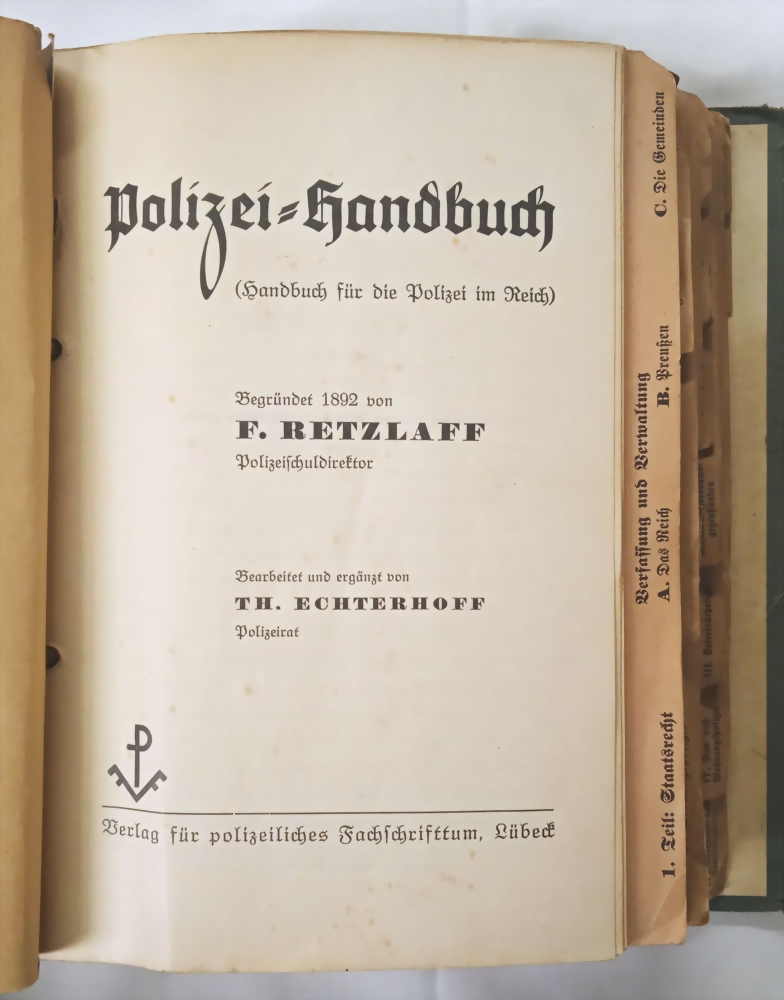 Polizei=Handbuch
(Handbuch für die Polizei im Reich)
Begründet 1892 von
F. RETZLAFF
Polizeischuldirektor
Bearbeitet und ergänzt von
TH. ECHTERHOFF
Polizeirat
Verlag für polizeiliches Fachschrifttum, Lübeck
1. Teil: Staatsrecht
Verfassung und Verwaltung
A. Das Reich
B. Preußen
C. Die Gemeinden